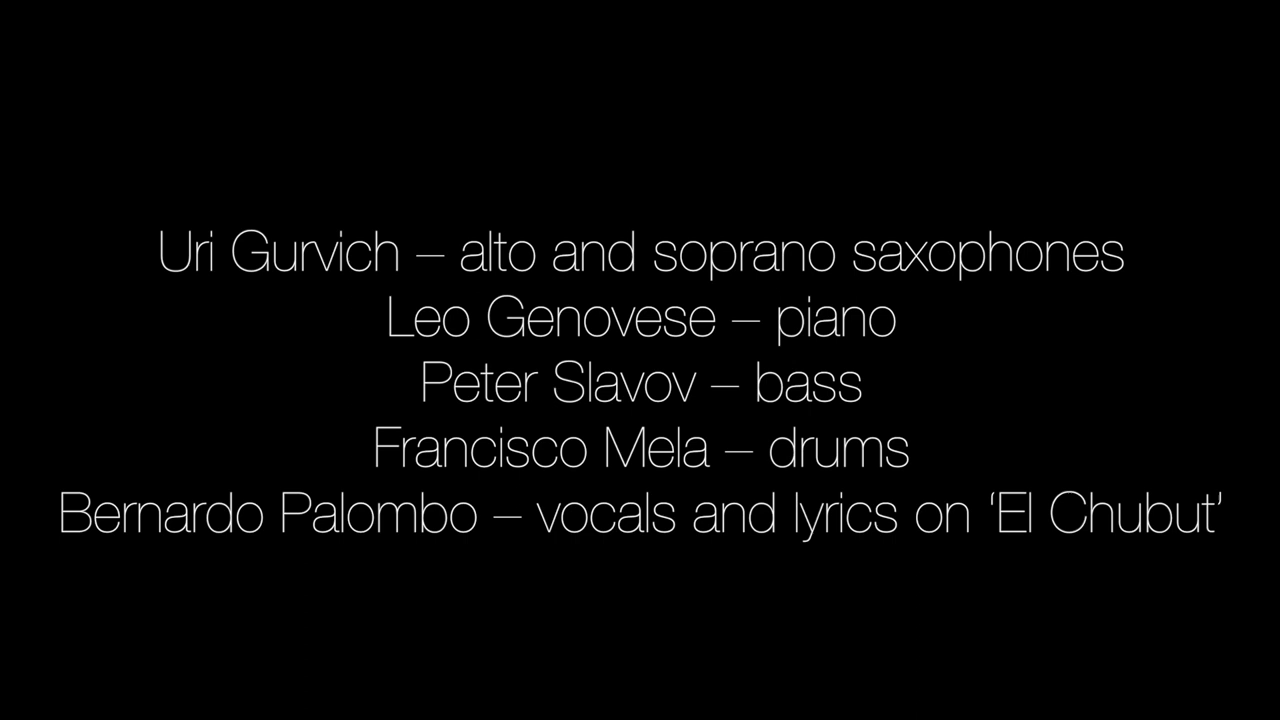 Uri Gurvich – alto and soprano saxophones
Leo Genovese – piano
Peter Slavov – bass
Francisco Mela – drums
Bernardo Palombo – vocals and lyrics on ‘El Chubut’